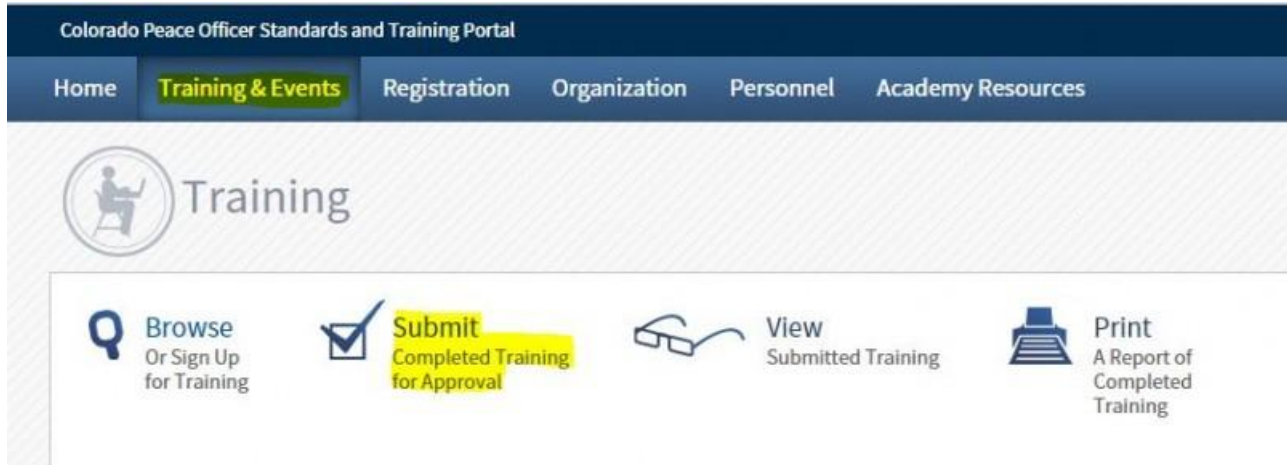 Colorado Peace Officer Standards and Training Portal
Home Training & Events Registration Organization Personnel Academy Resources
Training
Browse
Or Sign Up
for Training
Submit
Completed Training
for Approval
View
Submitted Training
Print
A Report of
Completed
Training